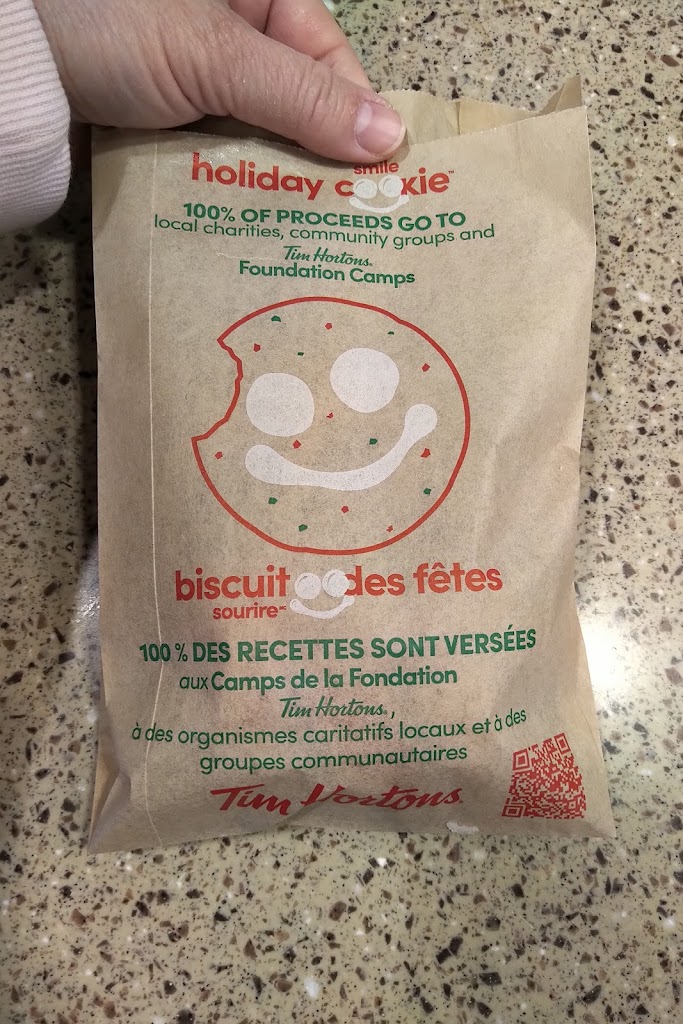 smile
holiday cookie™
100% OF PROCEEDS GO TO
local charities, community groups and
Tim Hortons®
Foundation Camps
biscuit des fêtes
sourire MC
100 % DES RECETTES SONT VERSÉES
aux Camps de la Fondation
Tim Hortons®,
à des organismes caritatifs locaux et à des
groupes communautaires
Tim Hortons®